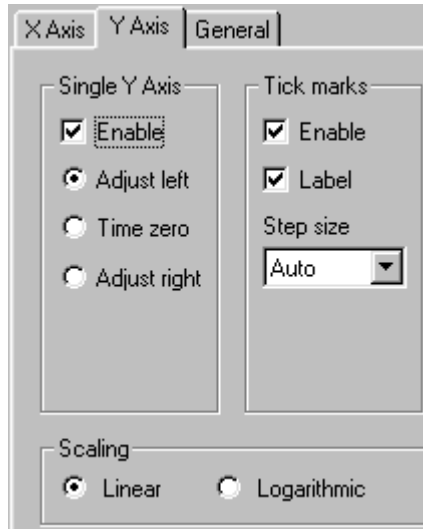 X Axis Y Axis General
Single Y Axis
Enable
Adjust left
Time zero
Adjust right
Tick marks
Enable
Label
Step size
Auto
Scaling
Linear Logarithmic